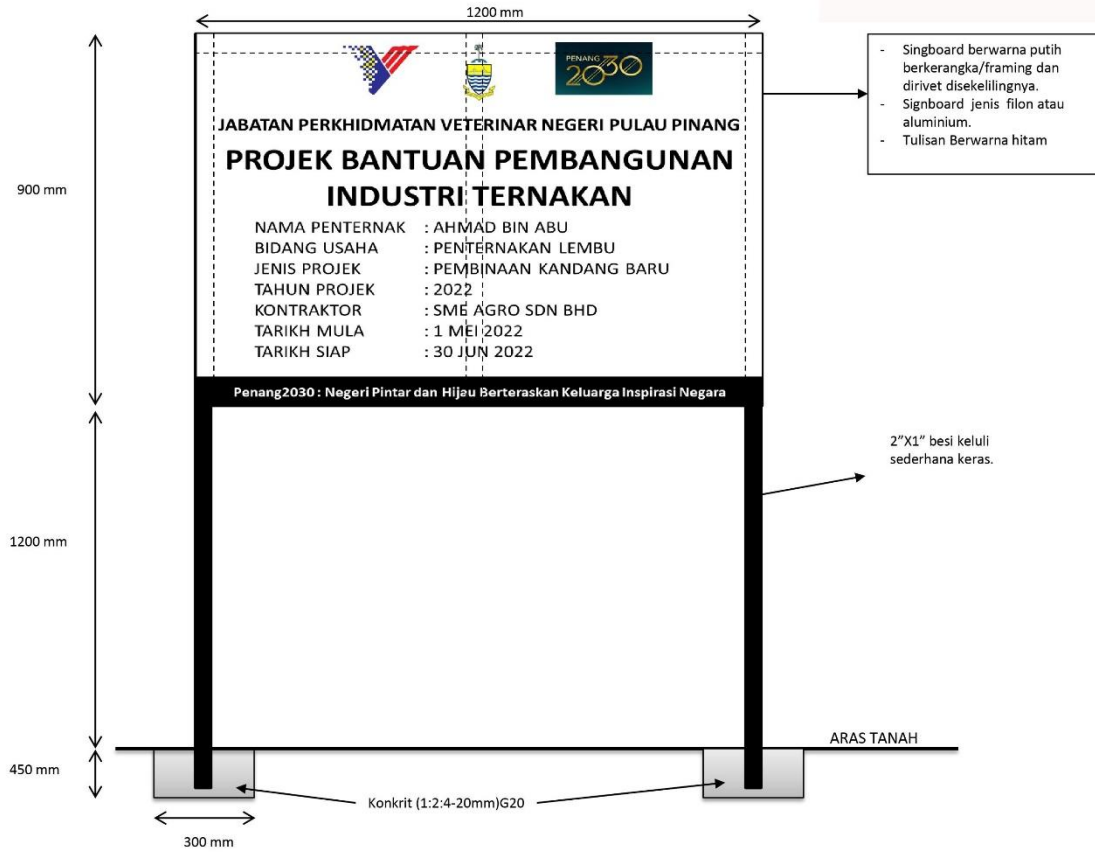 1200 mm
PENANG
2030
- Singboard berwarna putih
berkerangka/framing dan
dirivet disekelilingnya.
- Signboard jenis filon atau
aluminium.
- Tulisan Berwarna hitam
JABATAN PERKHIDMATAN VETERINAR NEGERI PULAU PINANG
PROJEK BANTUAN PEMBANGUNAN
INDUSTRI TERNAKAN
900 mm
NAMA PENTERNAK : AHMAD BIN ABU
BIDANG USAHA : PENTERNAKAN LEMBU
JENIS PROJEK : PEMBINAAN KANDANG BARU
TAHUN PROJEK : 2022
KONTRAKTOR : SME AGRO SDN BHD
TARIKH MULA : 1 MEI 2022
TARIKH SIAP : 30 JUN 2022
Penang2030 : Negeri Pintar dan Hijau Berteraskan Keluarga Inspirasi Negara
2”X1” besi keluli
sederhana keras.
1200 mm
ARAS TANAH
450 mm
Konkrit (1:2:4-20mm)G20
300 mm